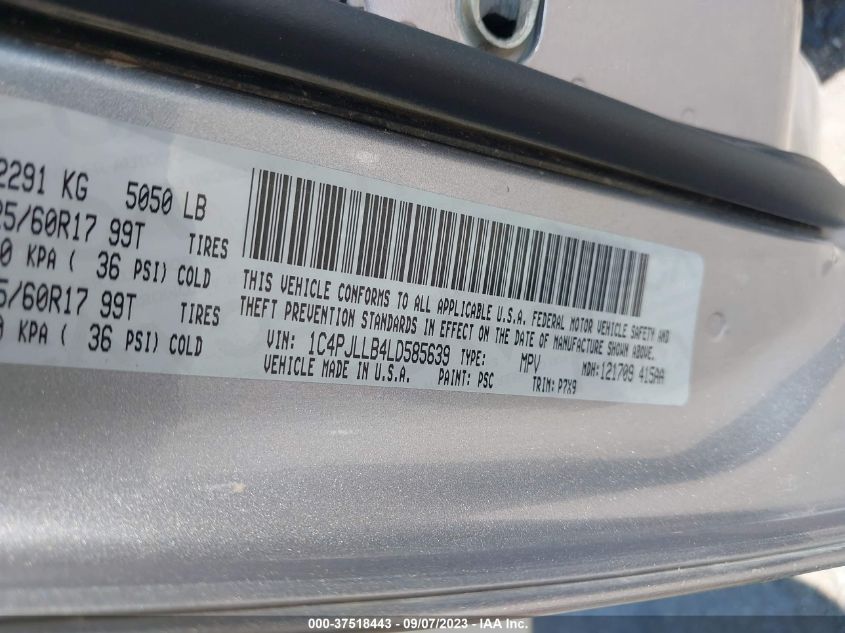 2291 KG 5050 LB
25/60R17 99T TIRES
0 KPA ( 36 PSI) COLD
5/60R17 99T TIRES
0 KPA ( 36 PSI) COLD
THIS VEHICLE CONFORMS TO ALL APPLICABLE U.S.A. FEDERAL MOTOR VEHICLE SAFETY AND
THEFT PREVENTION STANDARDS IN EFFECT ON THE DATE OF MANUFACTURE SHOWN ABOVE.
VIN: 1C4PJLLB4LD585639 TYPE: MPV MDH:121709 415AA
VEHICLE MADE IN U.S.A. PAINT: PSC TRIM: P7X9
000-37518443 - 09/07/2023 - IAA Inc.